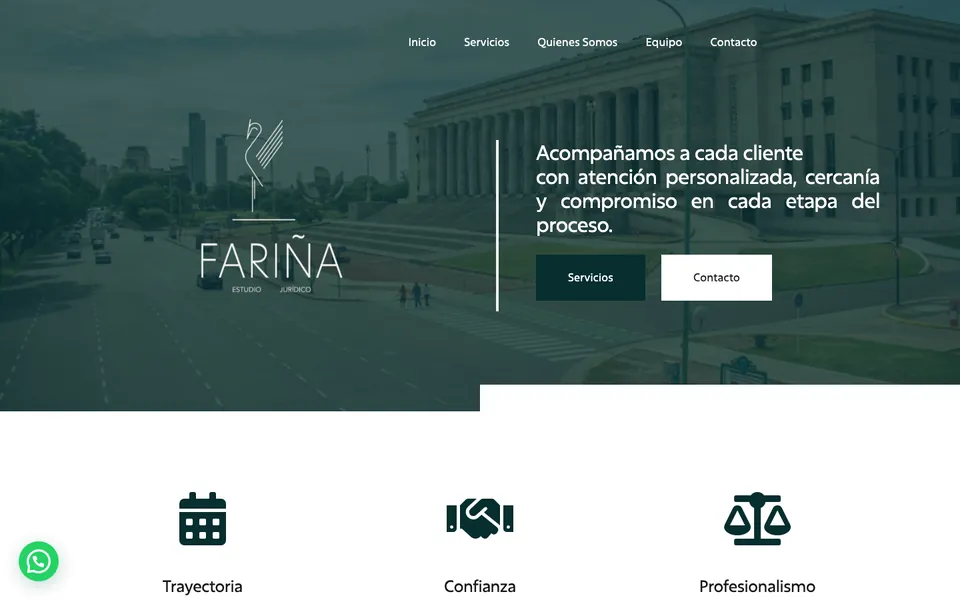 Inicio
Servicios
Quienes Somos
Equipo
Contacto
FARIÑA
ESTUDIO JURÍDICO
Acompañamos a cada cliente
con atención personalizada, cercanía
y compromiso en cada etapa del
proceso.
Servicios
Contacto
Trayectoria
Confianza
Profesionalismo